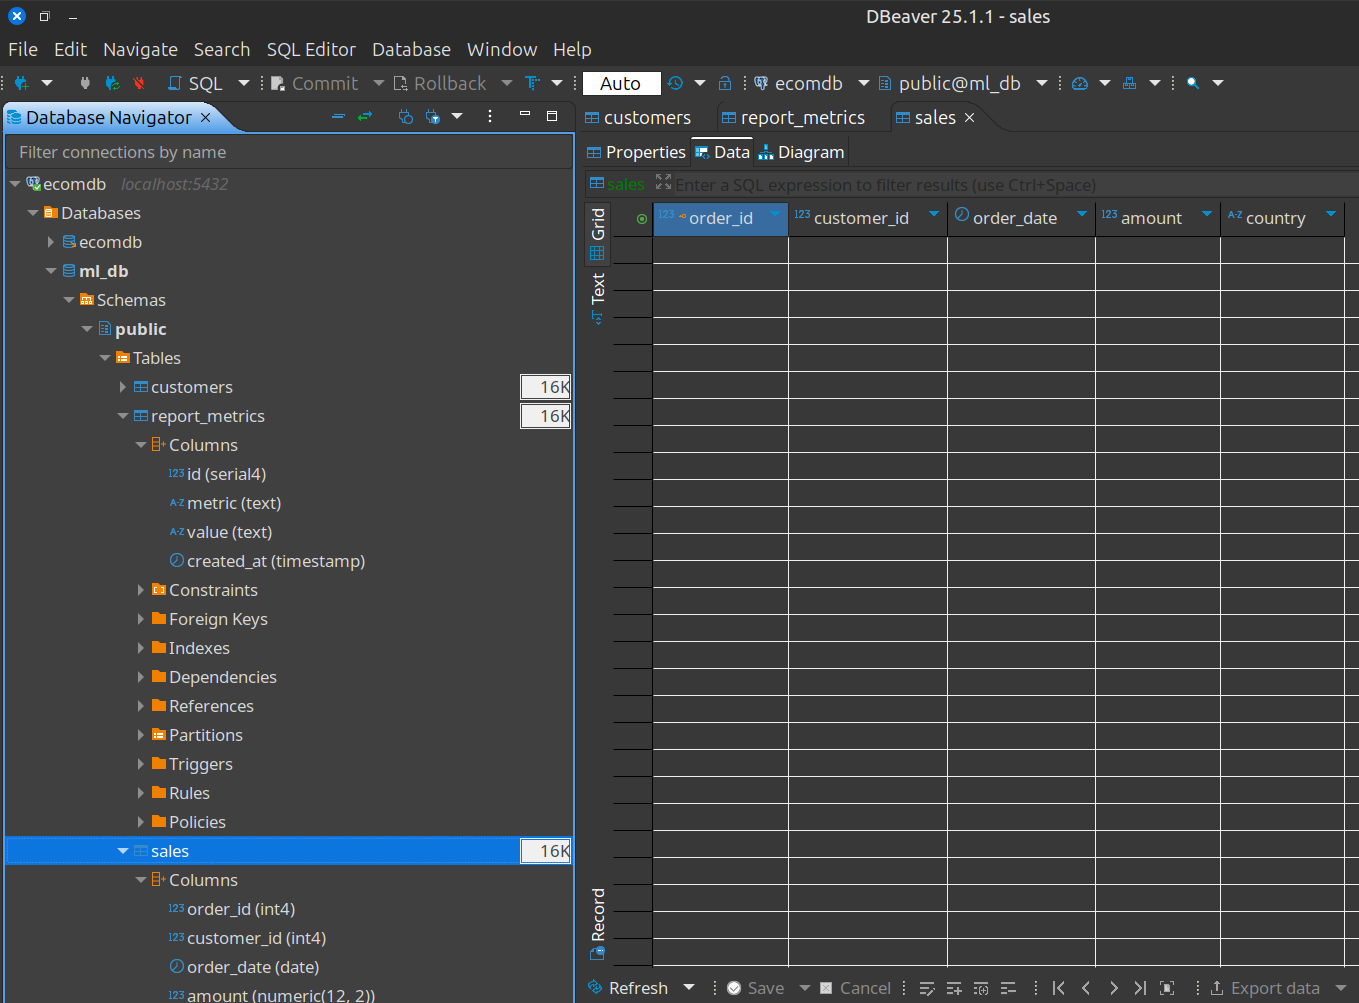 DBeaver 25.1.1 - sales
File Edit Navigate Search SQL Editor Database Window Help
SQL Commit Rollback Auto ecomdb public@ml_db
Database Navigator
customers report_metrics sales
Filter connections by name
Properties Data Diagram
sales Enter a SQL expression to filter results (use Ctrl+Space)
Grid
Text
Record
123 order_id 123 customer_id order_date 123 amount A-Z country
ecomdb localhost:5432
Databases
ecomdb
ml_db
Schemas
public
Tables
customers 16K
report_metrics 16K
Columns
123 id (serial4)
A-Z metric (text)
A-Z value (text)
created_at (timestamp)
Constraints
Foreign Keys
Indexes
Dependencies
References
Partitions
Triggers
Rules
Policies
sales 16K
Columns
123 order_id (int4)
123 customer_id (int4)
order_date (date)
123 amount (numeric(12, 2))
Refresh Save Cancel Export data